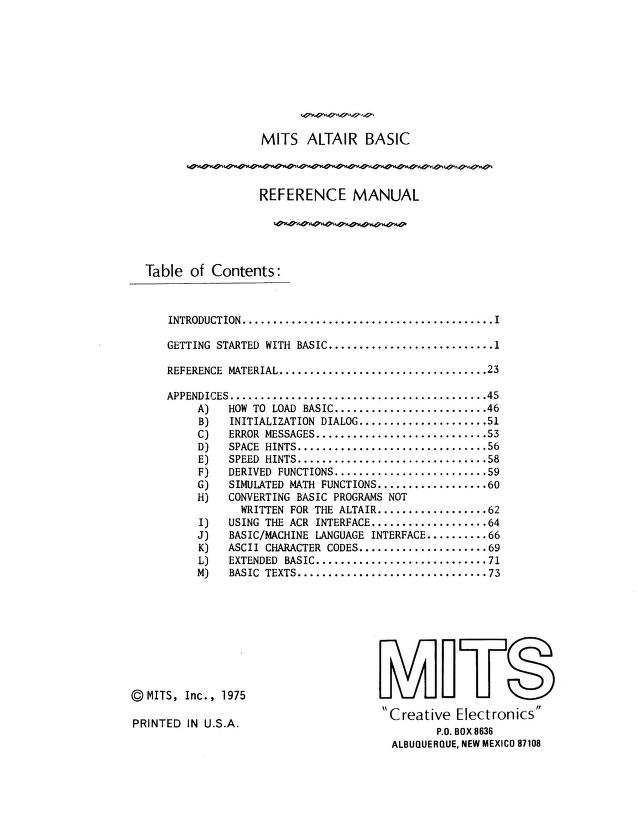 MITS ALTAIR BASIC
REFERENCE MANUAL
Table of Contents:
INTRODUCTION.........................................I
GETTING STARTED WITH BASIC...........................1
REFERENCE MATERIAL..................................23
APPENDICES..........................................45
A) HOW TO LOAD BASIC.........................46
B) INITIALIZATION DIALOG.....................51
C) ERROR MESSAGES............................53
D) SPACE HINTS...............................56
E) SPEED HINTS...............................58
F) DERIVED FUNCTIONS.........................59
G) SIMULATED MATH FUNCTIONS..................60
H) CONVERTING BASIC PROGRAMS NOT
WRITTEN FOR THE ALTAIR..................62
I) USING THE ACR INTERFACE...................64
J) BASIC/MACHINE LANGUAGE INTERFACE..........66
K) ASCII CHARACTER CODES.....................69
L) EXTENDED BASIC............................71
M) BASIC TEXTS...............................73
MITS
© MITS, Inc., 1975
"Creative Electronics"
PRINTED IN U.S.A.
P.O. BOX 8636
ALBUQUERQUE, NEW MEXICO 87108